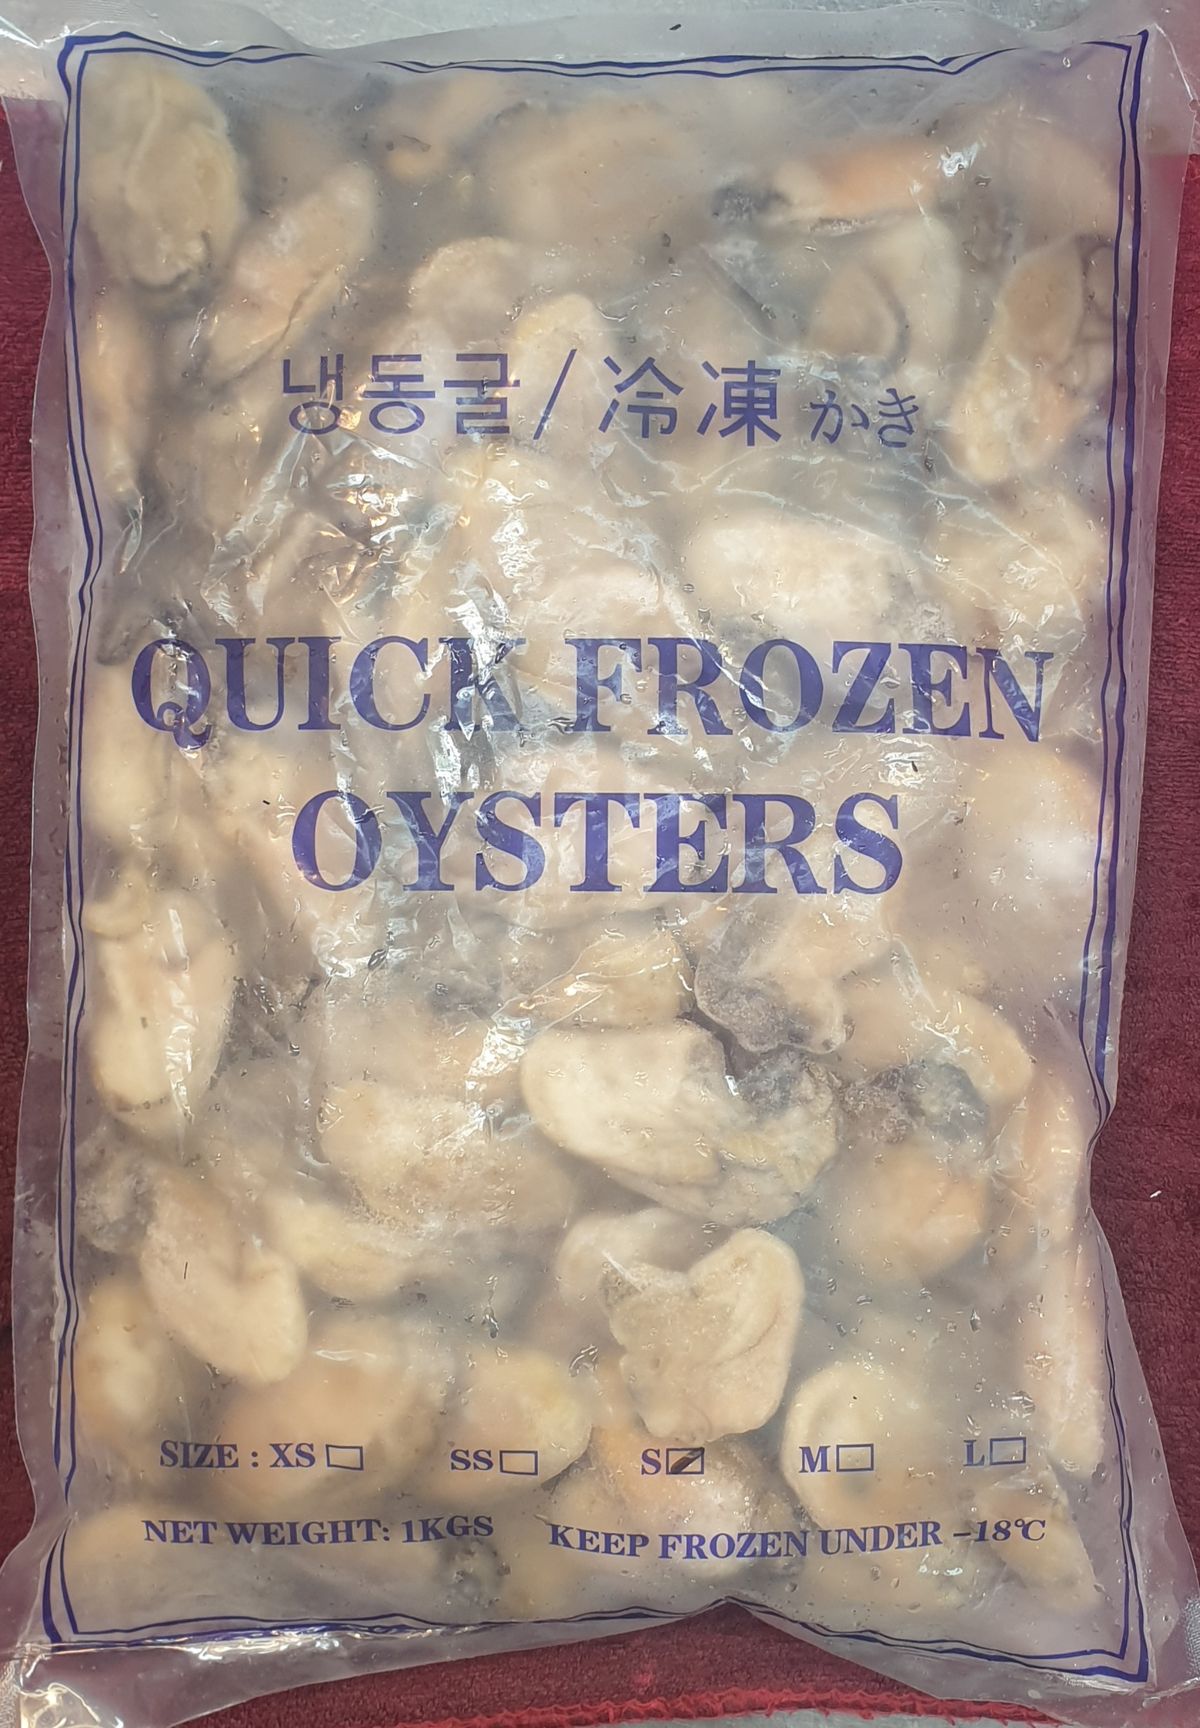 냉동굴/冷凍かき
QUICK FROZEN
OYSTERS
SIZE : XS SS S M L
NET WEIGHT: 1KGS KEEP FROZEN UNDER -18℃